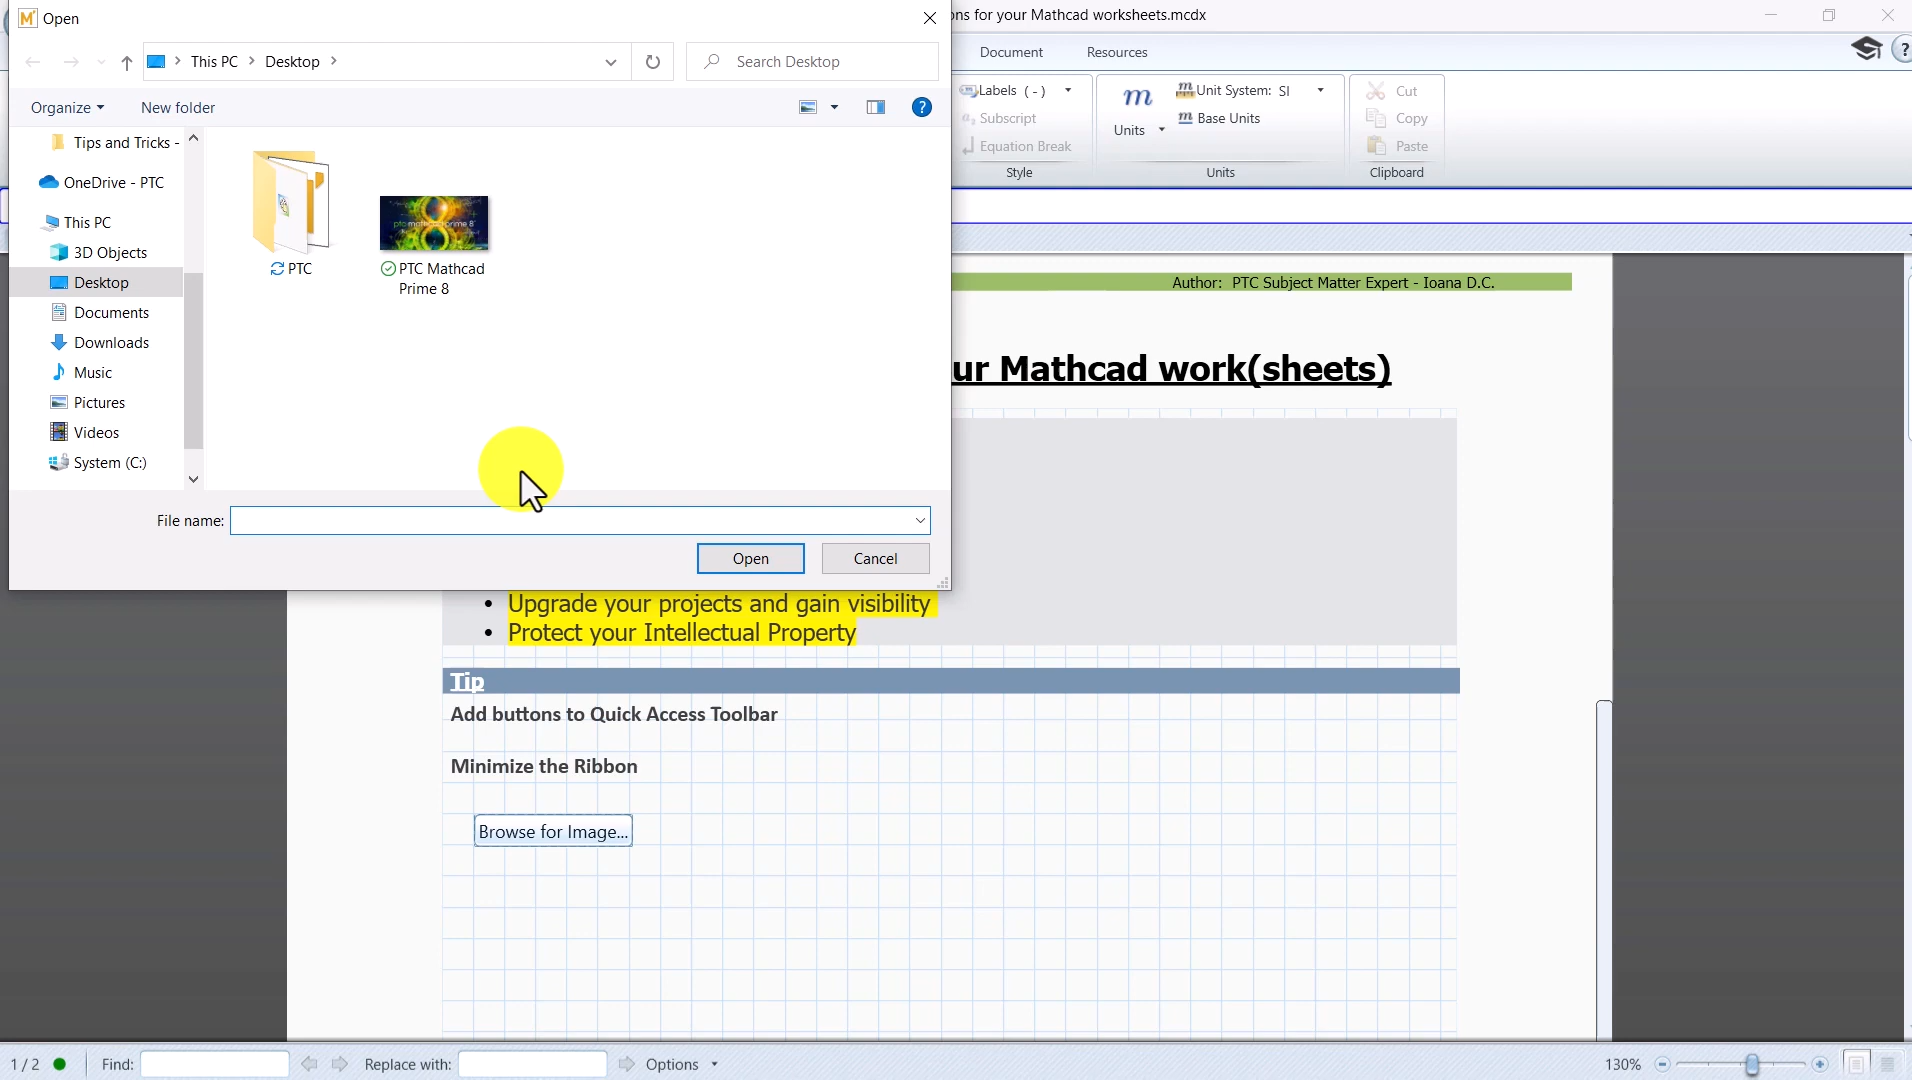 Open
ons for your Mathcad worksheets.mcdx
This PC
Desktop
Search Desktop
Document
Resources
Organize
New folder
Labels ( - )
Subscript
Equation Break
Style
m
Units
Unit System: SI
Base Units
Units
Cut
Copy
Paste
Clipboard
Tips and Tricks -
OneDrive - PTC
This PC
3D Objects
Desktop
Documents
Downloads
Music
Pictures
Videos
System (C:)
ptc mathcad prime 8
PTC
PTC Mathcad
Prime 8
Author: PTC Subject Matter Expert - Ioana D.C.
ur Mathcad work(sheets)
File name:
Open
Cancel
• Upgrade your projects and gain visibility
• Protect your Intellectual Property
Tip
Add buttons to Quick Access Toolbar
Minimize the Ribbon
Browse for Image...
1 / 2
Find:
Replace with:
Options
130%